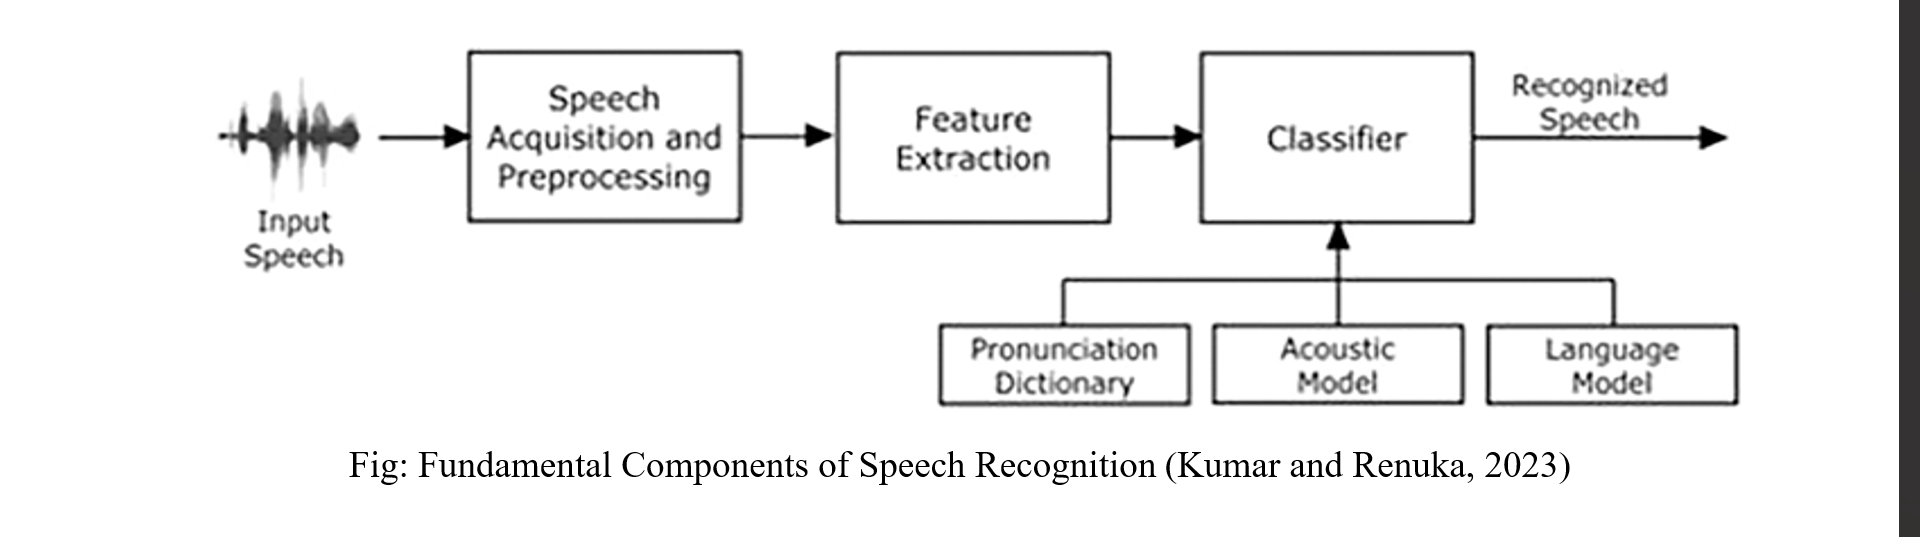 Input
Speech
Speech
Acquisition and
Preprocessing
Feature
Extraction
Classifier
Recognized
Speech
Pronunciation
Dictionary
Acoustic
Model
Language
Model
Fig: Fundamental Components of Speech Recognition (Kumar and Renuka, 2023)